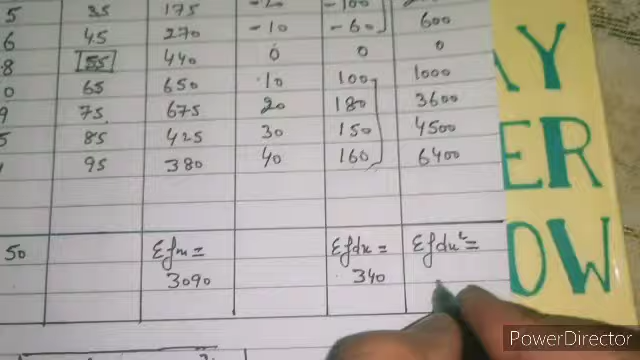 5 35 175 -100
6 45 270 -10 -60 600
8 55 440 0 0 0
0 65 650 10 100 1000
9 75 675 20 180 3600
5 85 425 30 150 4500
95 380 40 160 6400
50 Σfm = Σfdx = Σfdx² =
3090 340
AY
ER
OW
PowerDirector